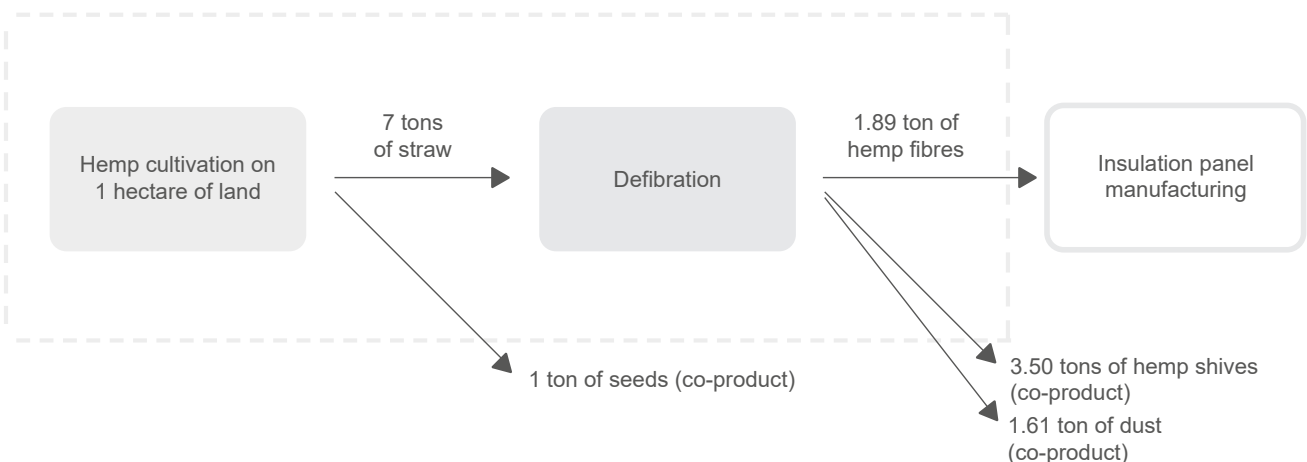 Hemp cultivation on
1 hectare of land
7 tons
of straw
Defibration
1.89 ton of
hemp fibres
Insulation panel
manufacturing
1 ton of seeds (co-product)
3.50 tons of hemp shives
(co-product)
1.61 ton of dust
(co-product)